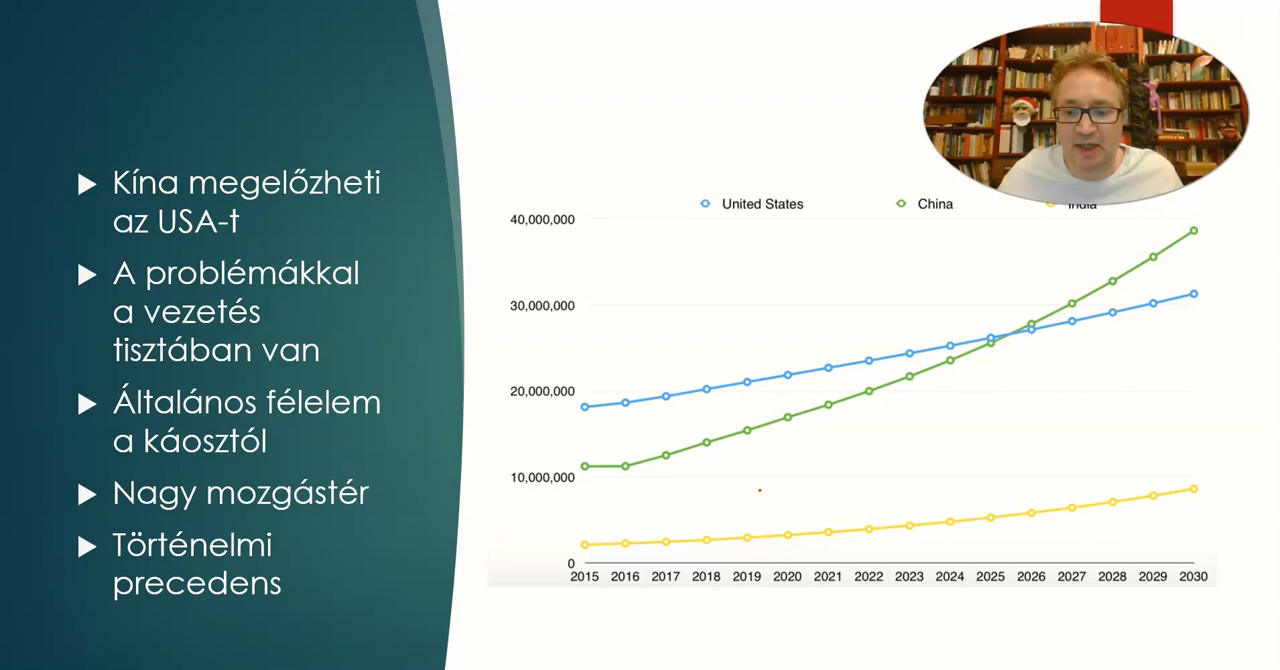 Kína megelőzheti
az USA-t
A problémákkal
a vezetés
tisztában van
Általános félelem
a káosztól
Nagy mozgástér
Történelmi
precedens
United States
China
India
40,000,000
30,000,000
20,000,000
10,000,000
0
2015 2016 2017 2018 2019 2020 2021 2022 2023 2024 2025 2026 2027 2028 2029 2030